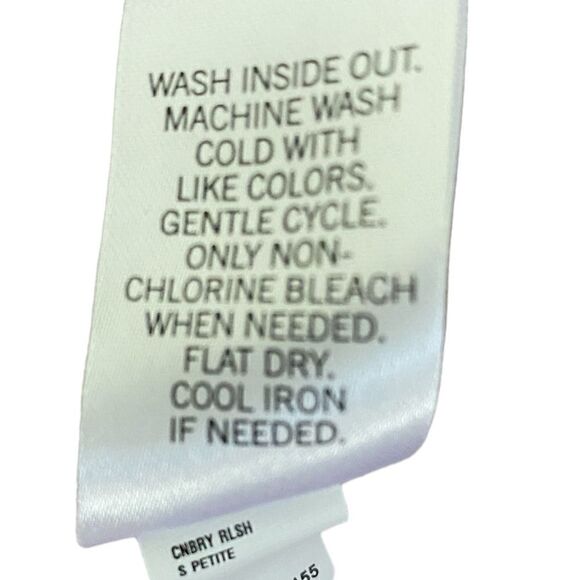 WASH INSIDE OUT.
MACHINE WASH
COLD WITH
LIKE COLORS.
GENTLE CYCLE.
ONLY NON-
CHLORINE BLEACH
WHEN NEEDED.
FLAT DRY.
COOL IRON
IF NEEDED.
CNBRY RLSH
S PETITE